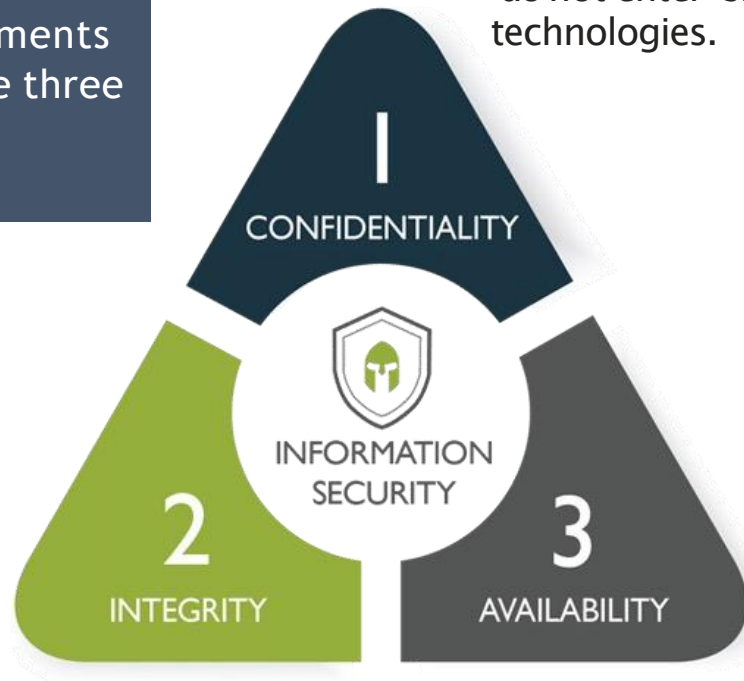 ments
e three
technologies.
1
CONFIDENTIALITY
INFORMATION
SECURITY
2
INTEGRITY
3
AVAILABILITY